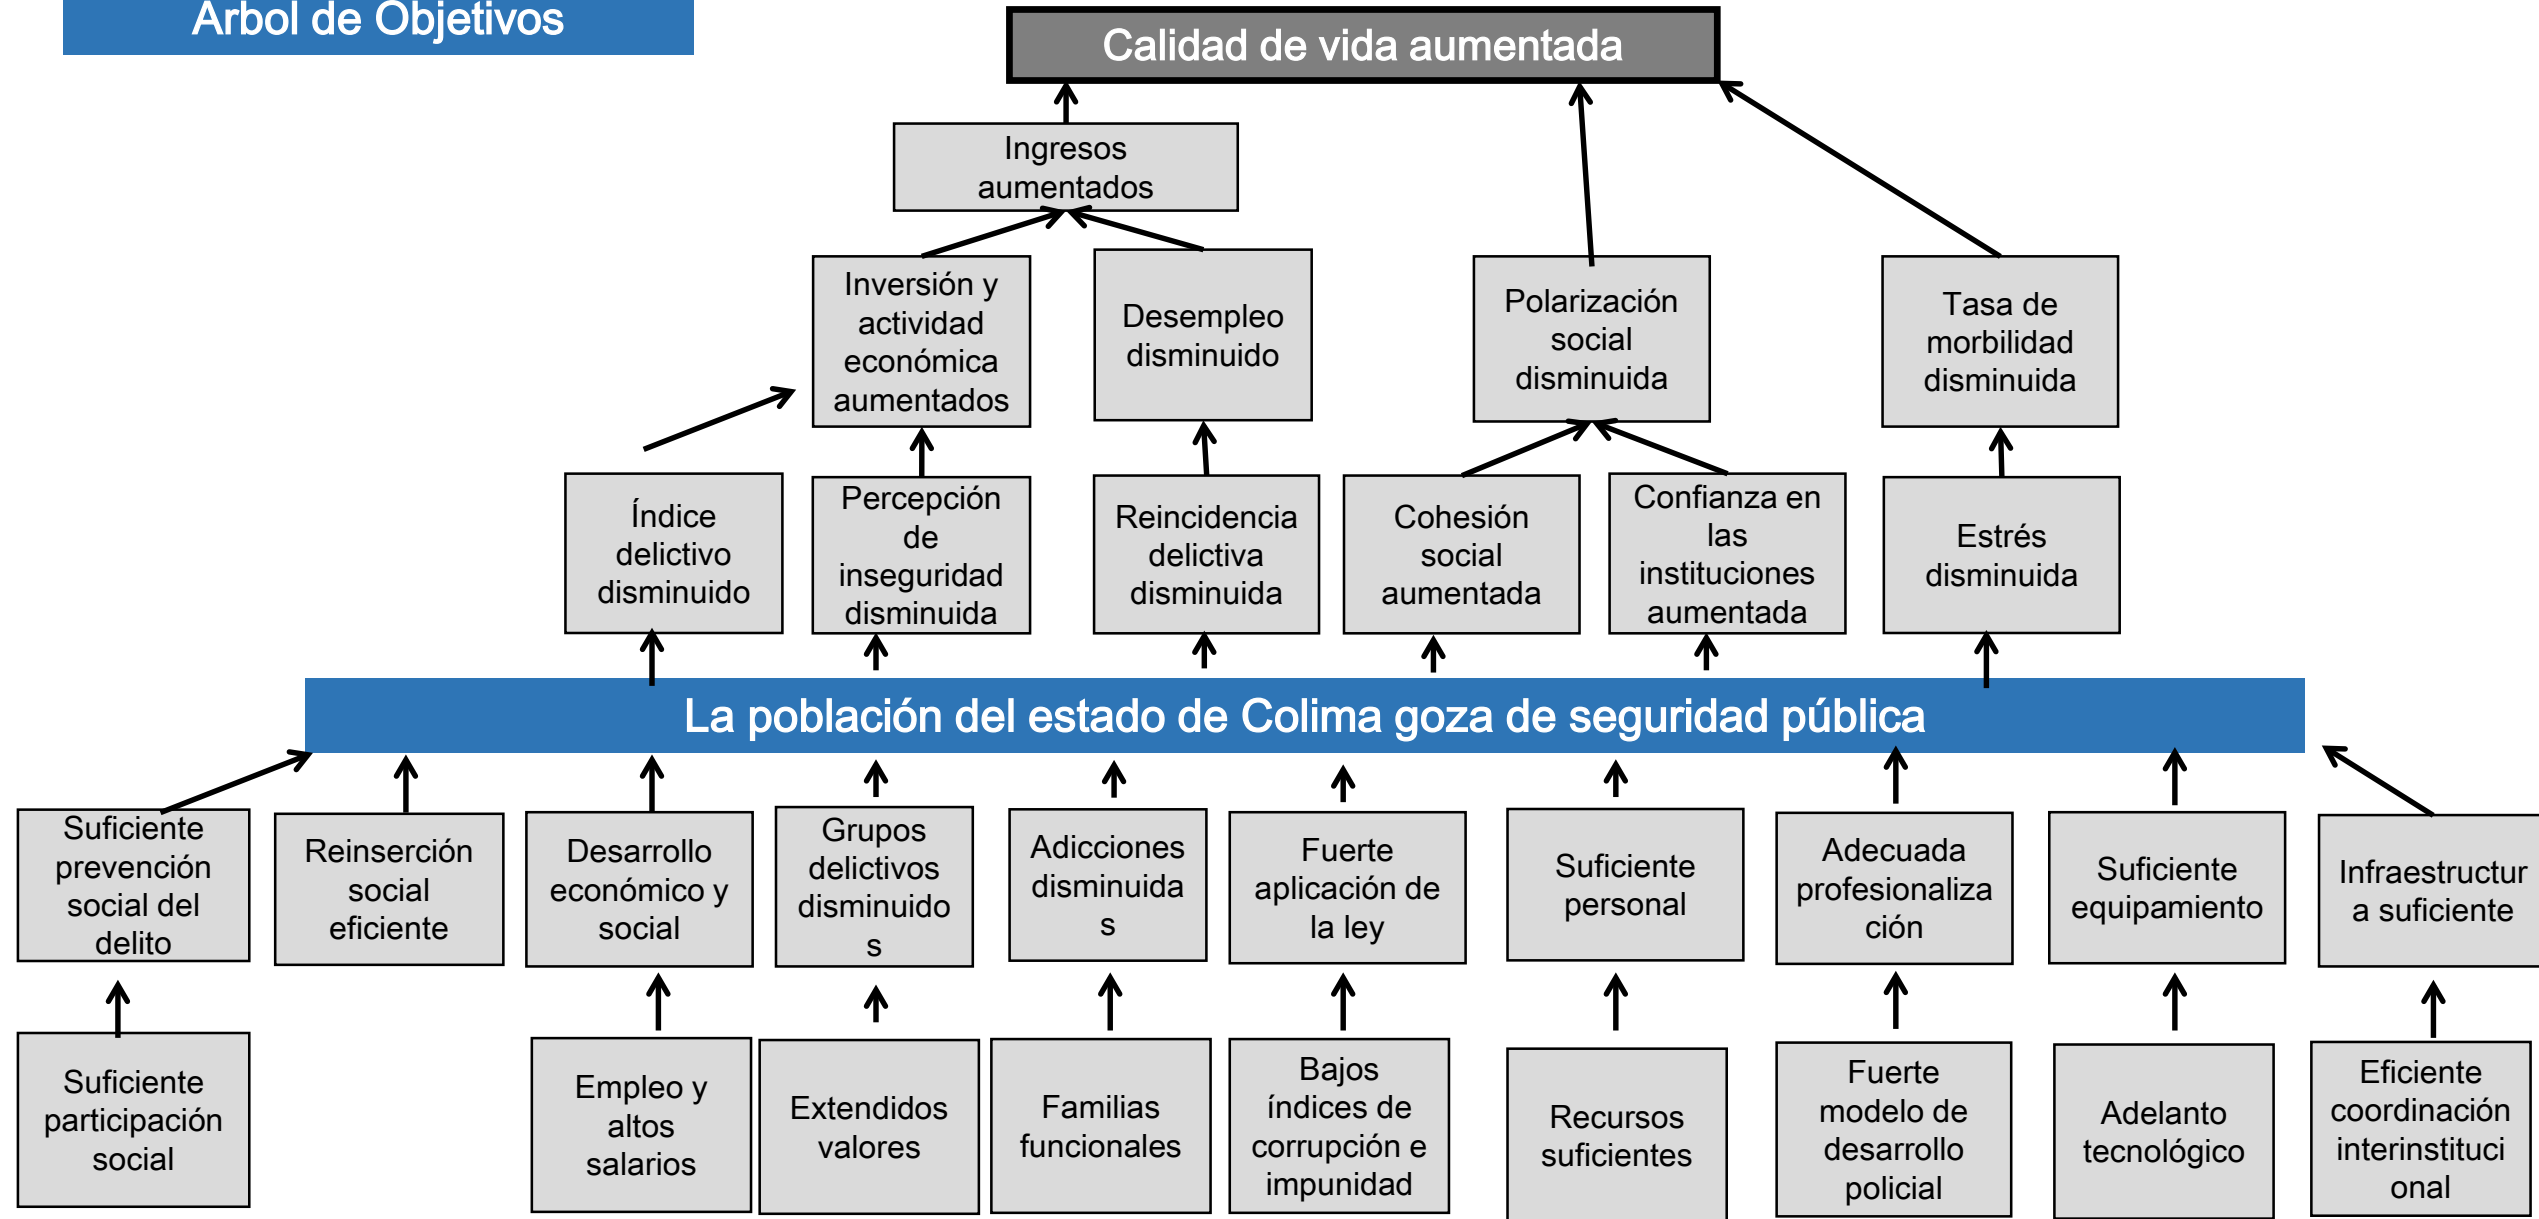 Árbol de Objetivos
Calidad de vida aumentada
Ingresos
aumentados
Inversión y
actividad
económica
aumentados
Desempleo
disminuido
Polarización
social
disminuida
Tasa de
morbilidad
disminuida
Índice
delictivo
disminuido
Percepción
de
inseguridad
disminuida
Reincidencia
delictiva
disminuida
Cohesión
social
aumentada
Confianza en
las
instituciones
aumentada
Estrés
disminuida
La población del estado de Colima goza de seguridad pública
Suficiente
prevención
social del
delito
Reinserción
social
eficiente
Desarrollo
económico y
social
Grupos
delictivos
disminuido
s
Adicciones
disminuida
s
Fuerte
aplicación de
la ley
Suficiente
personal
Adecuada
profesionaliza
ción
Suficiente
equipamiento
Infraestructur
a suficiente
Suficiente
participación
social
Empleo y
altos
salarios
Extendidos
valores
Familias
funcionales
Bajos
índices de
corrupción e
impunidad
Recursos
suficientes
Fuerte
modelo de
desarrollo
policial
Adelanto
tecnológico
Eficiente
coordinación
interinstituci
onal